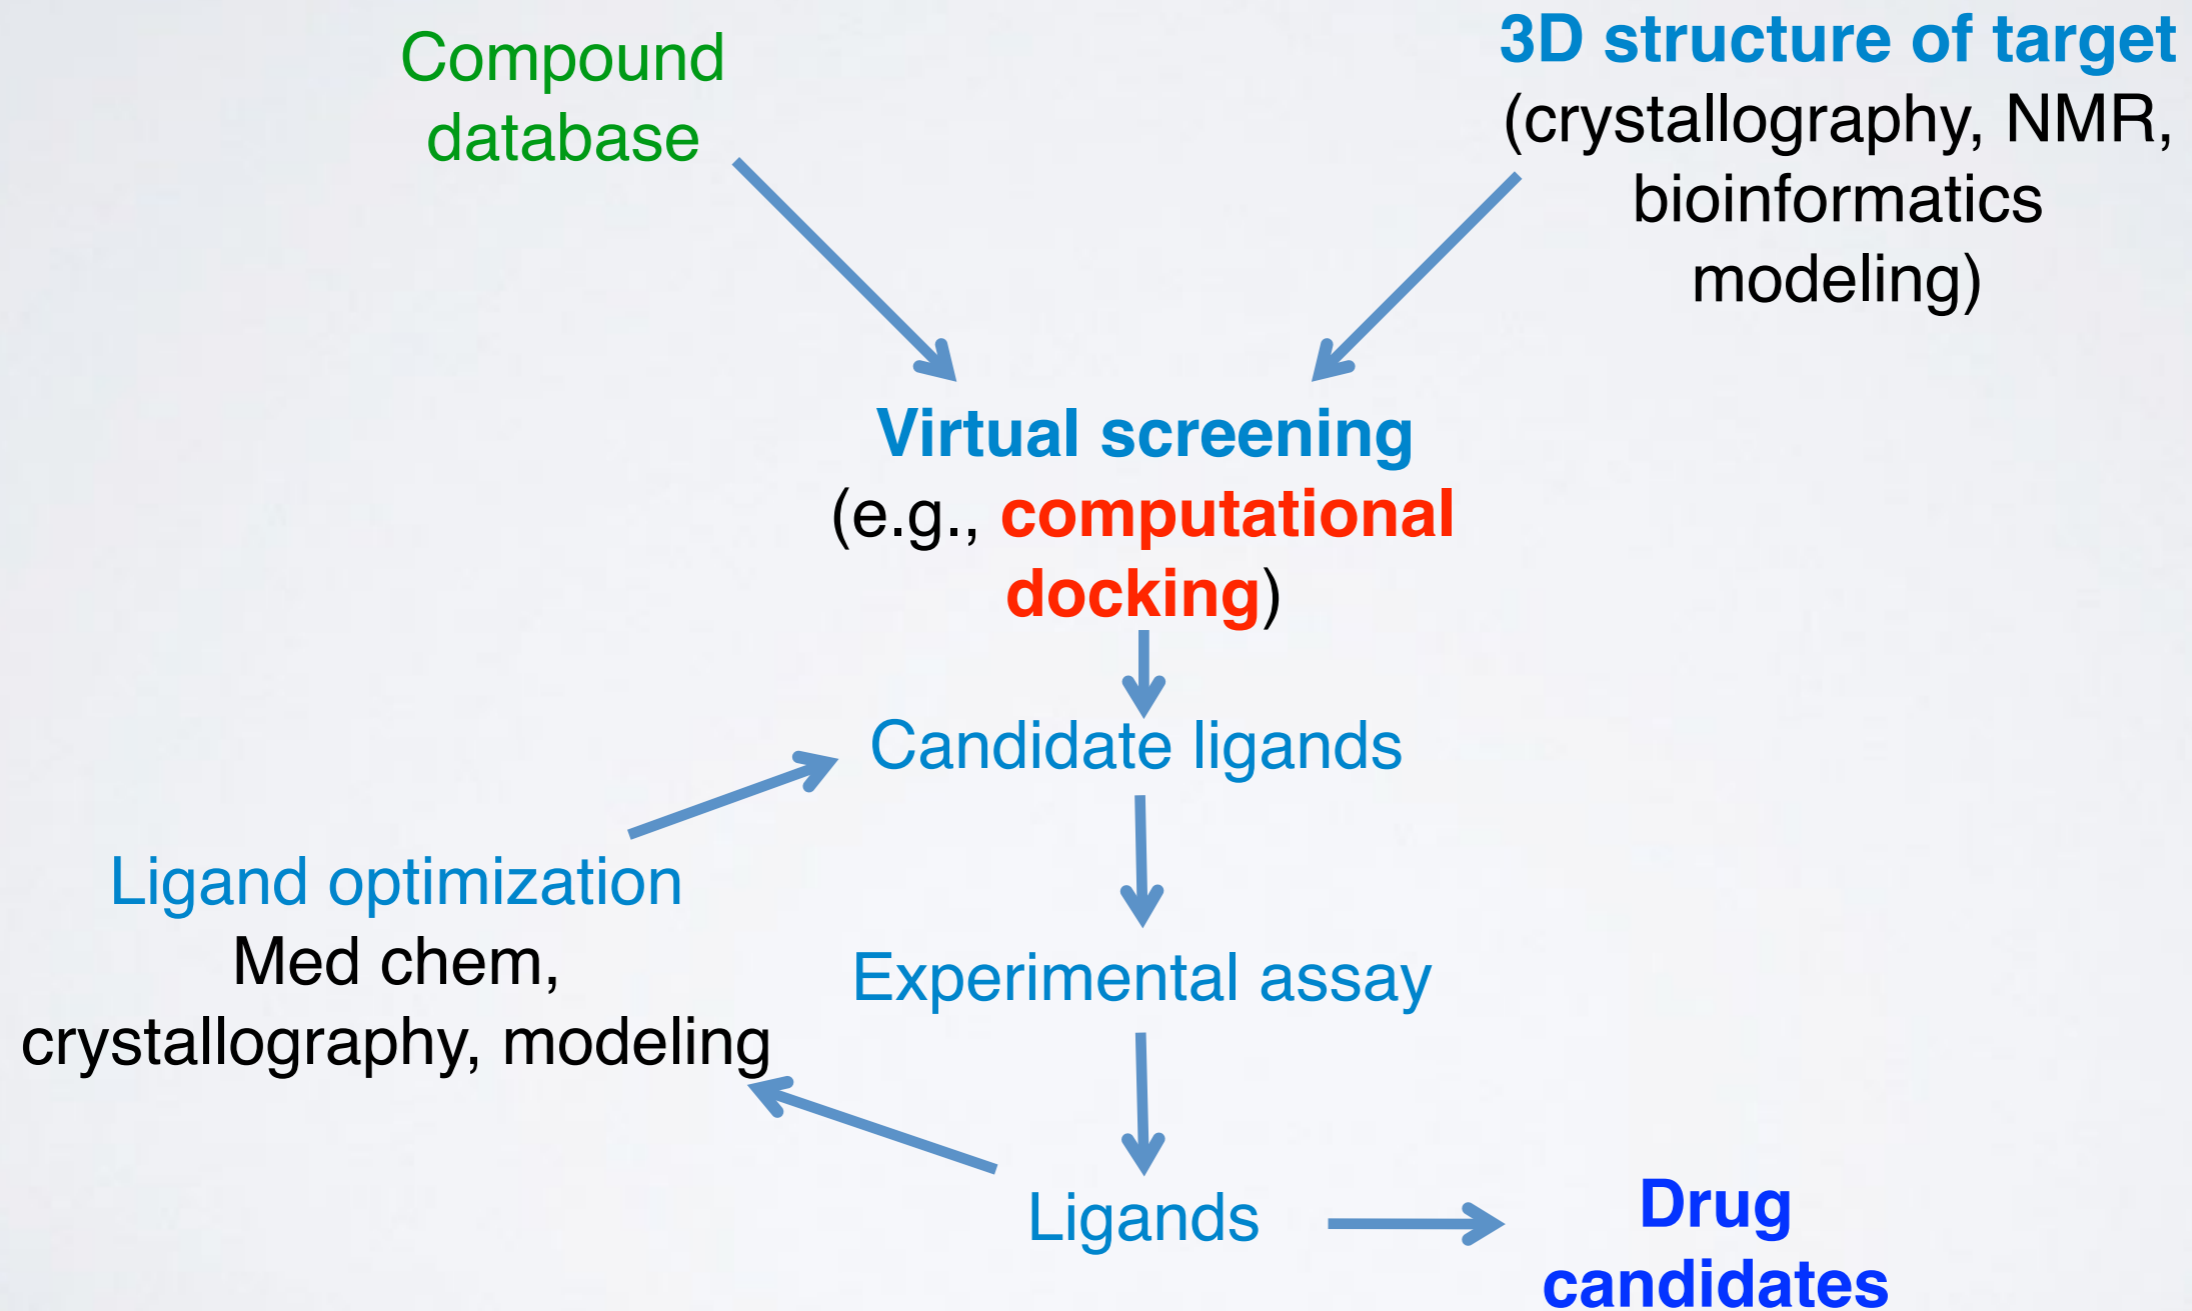 Compound
database
3D structure of target
(crystallography, NMR,
bioinformatics
modeling)
Virtual screening
(e.g., computational
docking)
Candidate ligands
Ligand optimization
Med chem,
crystallography, modeling
Experimental assay
Ligands
Drug
candidates